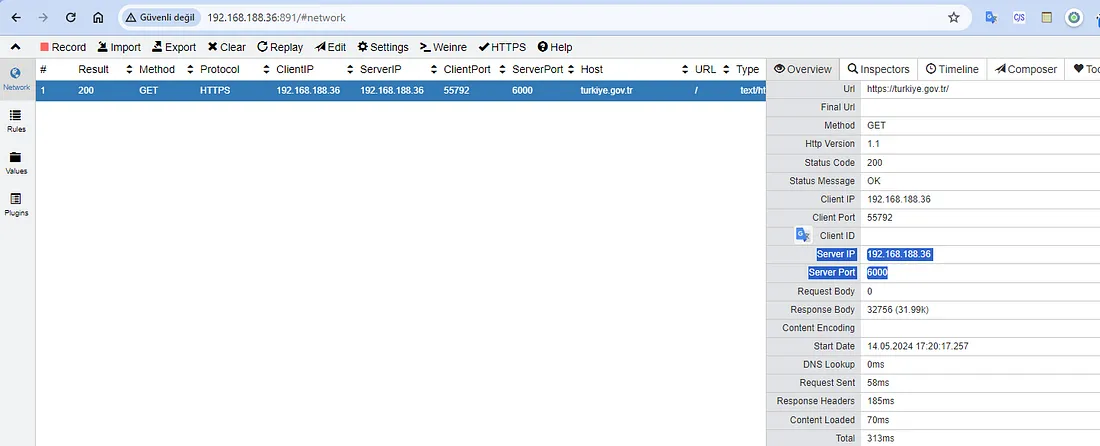 Güvenli değil 192.168.188.36:891/#network
Record Import Export Clear Replay Edit Settings Weinre HTTPS Help
Network
Rules
Values
Plugins
# Result Method Protocol ClientIP ServerIP ClientPort ServerPort Host URL Type
1 200 GET HTTPS 192.168.188.36 192.168.188.36 55792 6000 turkiye.gov.tr / text/ht
Overview Inspectors Timeline Composer Too
Url https://turkiye.gov.tr/
Final Url
Method GET
Http Version 1.1
Status Code 200
Status Message OK
Client IP 192.168.188.36
Client Port 55792
Client ID
Server IP 192.168.188.36
Server Port 6000
Request Body 0
Response Body 32756 (31.99k)
Content Encoding
Start Date 14.05.2024 17:20:17.257
DNS Lookup 0ms
Request Sent 58ms
Response Headers 185ms
Content Loaded 70ms
Total 313ms